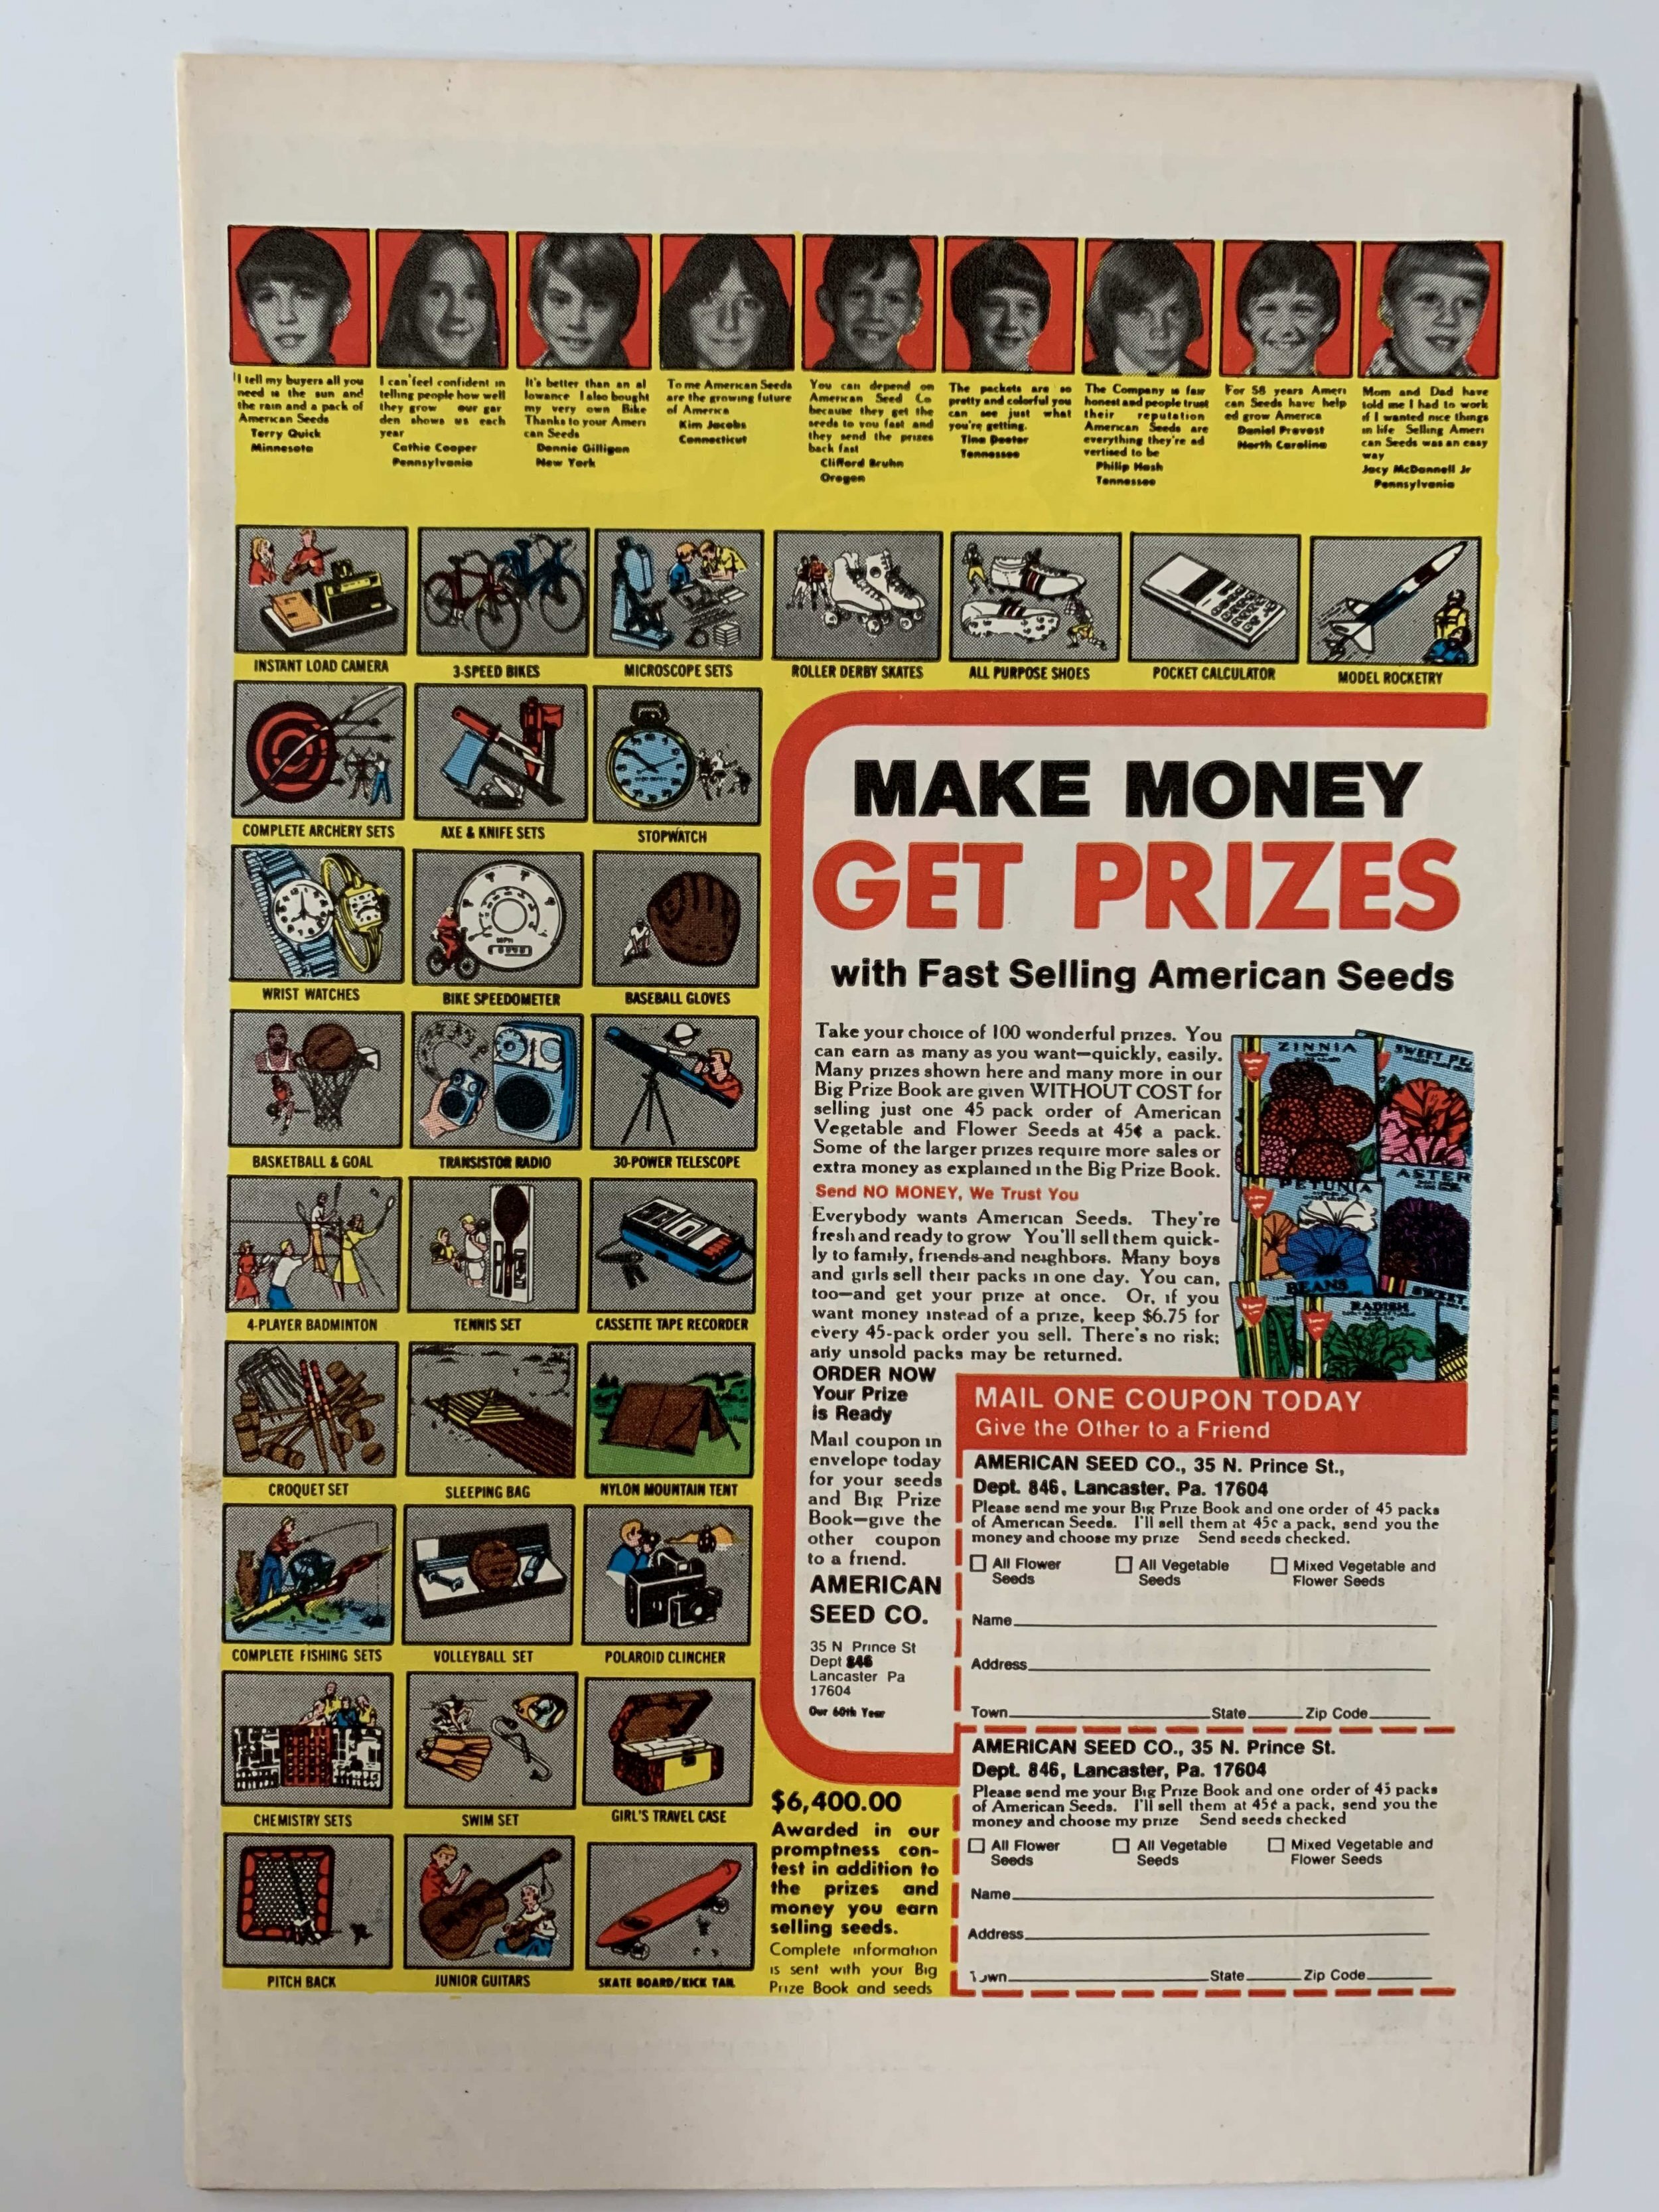 I tell my buyers all you
need is the sun and
the rain and a pack of
American Seeds
Terry Quick
Minnesota
I can feel confident in
telling people how well
they grow our gar
den shows us each
year
Cathie Cooper
Pennsylvania
It's better than an al
lowance I also bought
my very own Bike
Thanks to your Ameri
can Seeds
Donnie Gilligan
New York
To me American Seeds
are the growing future
of America
Kim Jacobs
Connecticut
You can depend on
American Seed Co
because they get the
seeds to you fast and
they send the prizes
back fast
Clifford Bruhn
Oregon
The packets are so
pretty and colorful you
can see just what
you're getting.
Tina Deeter
Tennessee
The Company is fair
honest and people trust
their reputation
American Seeds are
everything they're ad
vertised to be
Philip Hash
Tennessee
For 58 years Ameri
can Seeds have help
ed grow America
Daniel Provost
North Carolina
Mom and Dad have
told me I had to work
if I wanted nice things
in life Selling Ameri
can Seeds was an easy
way
Jacy McDonnell Jr
Pennsylvania
INSTANT LOAD CAMERA
3-SPEED BIKES
MICROSCOPE SETS
ROLLER DERBY SKATES
ALL PURPOSE SHOES
POCKET CALCULATOR
MODEL ROCKETRY
COMPLETE ARCHERY SETS
AXE & KNIFE SETS
STOPWATCH
WRIST WATCHES
BIKE SPEEDOMETER
BASEBALL GLOVES
BASKETBALL & GOAL
TRANSISTOR RADIO
30-POWER TELESCOPE
4-PLAYER BADMINTON
TENNIS SET
CASSETTE TAPE RECORDER
CROQUET SET
SLEEPING BAG
NYLON MOUNTAIN TENT
COMPLETE FISHING SETS
VOLLEYBALL SET
POLAROID CLINCHER
CHEMISTRY SETS
SWIM SET
GIRL'S TRAVEL CASE
PITCH BACK
JUNIOR GUITARS
SKATE BOARD/KICK TAIL
MAKE MONEY
GET PRIZES
with Fast Selling American Seeds
Take your choice of 100 wonderful prizes. You
can earn as many as you want—quickly, easily.
Many prizes shown here and many more in our
Big Prize Book are given WITHOUT COST for
selling just one 45 pack order of American
Vegetable and Flower Seeds at 45¢ a pack.
Some of the larger prizes require more sales or
extra money as explained in the Big Prize Book.
Send NO MONEY, We Trust You
Everybody wants American Seeds. They're
fresh and ready to grow You'll sell them quick-
ly to family, friends and neighbors. Many boys
and girls sell their packs in one day. You can,
too—and get your prize at once. Or, if you
want money instead of a prize, keep $6.75 for
every 45-pack order you sell. There's no risk;
any unsold packs may be returned.
ZINNIA
SWEET PE
PETUNIA
ASTER
BEANS
RADISH
SWEET
ORDER NOW
Your Prize
is Ready
Mail coupon in
envelope today
for your seeds
and Big Prize
Book—give the
other coupon
to a friend.
AMERICAN
SEED CO.
35 N Prince St
Dept 846
Lancaster Pa
17604
Our 60th Year
MAIL ONE COUPON TODAY
Give the Other to a Friend
AMERICAN SEED CO., 35 N. Prince St.,
Dept. 846, Lancaster, Pa. 17604
Please send me your Big Prize Book and one order of 45 packs
of American Seeds. I'll sell them at 45¢ a pack, send you the
money and choose my prize Send seeds checked.
All Flower Seeds
All Vegetable Seeds
Mixed Vegetable and Flower Seeds
Name
Address
Town State Zip Code
AMERICAN SEED CO., 35 N. Prince St.
Dept. 846, Lancaster, Pa. 17604
Please send me your Big Prize Book and one order of 45 packs
of American Seeds. I'll sell them at 45¢ a pack, send you the
money and choose my prize Send seeds checked
All Flower Seeds
All Vegetable Seeds
Mixed Vegetable and Flower Seeds
Name
Address
Town State Zip Code
$6,400.00
Awarded in our
promptness con-
test in addition to
the prizes and
money you earn
selling seeds.
Complete information
is sent with your Big
Prize Book and seeds